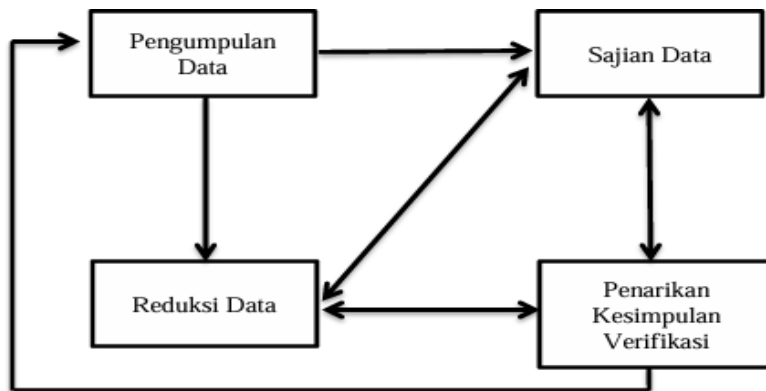 Pengumpulan
Data
Sajian Data
Reduksi Data
Penarikan
Kesimpulan
Verifikasi